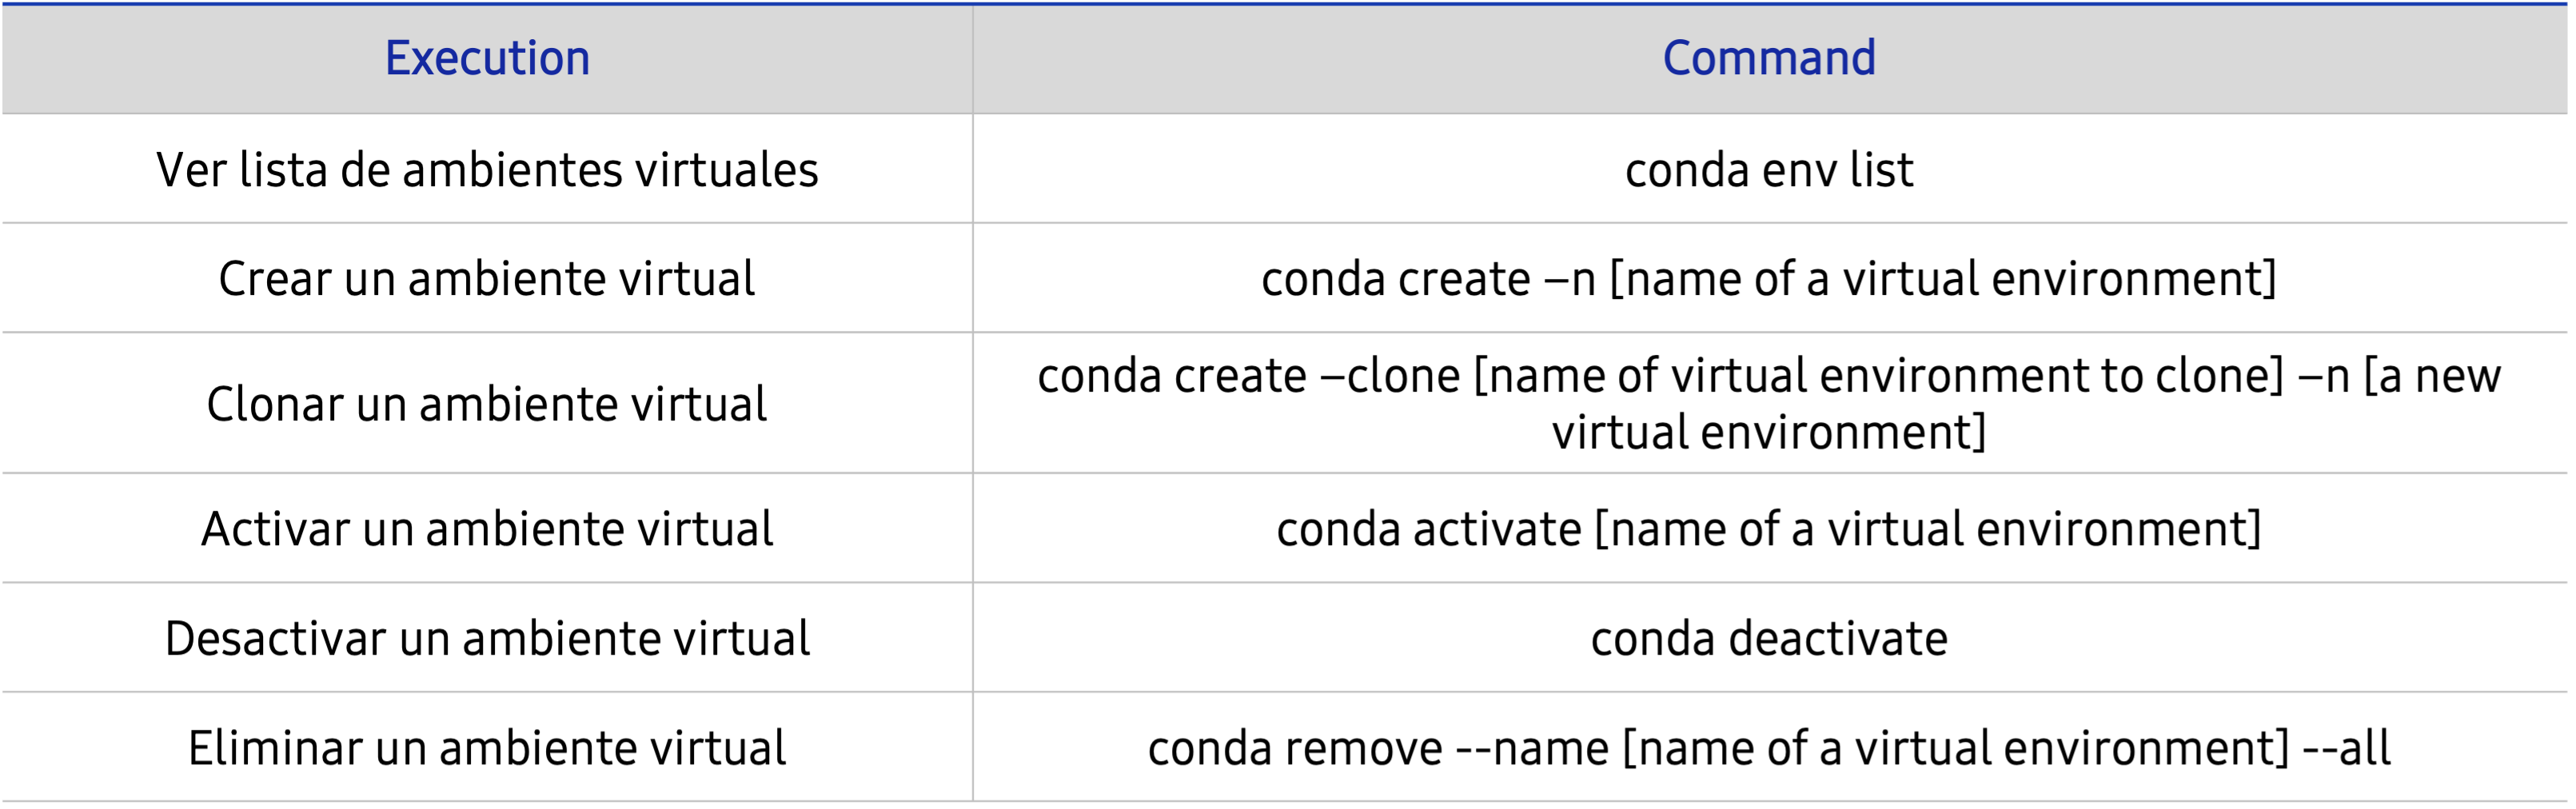 Execution
Command
Ver lista de ambientes virtuales
conda env list
Crear un ambiente virtual
conda create –n [name of a virtual environment]
Clonar un ambiente virtual
conda create –clone [name of virtual environment to clone] –n [a new
virtual environment]
Activar un ambiente virtual
conda activate [name of a virtual environment]
Desactivar un ambiente virtual
conda deactivate
Eliminar un ambiente virtual
conda remove --name [name of a virtual environment] --all